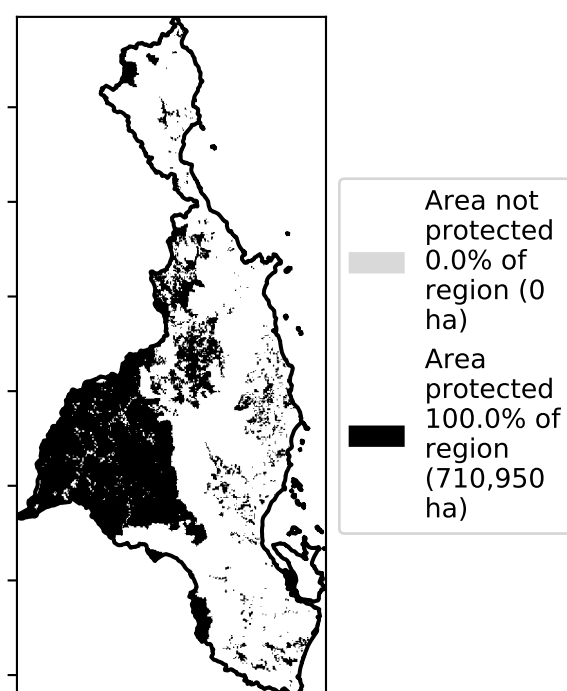 Area not
protected
0.0% of
region (0
ha)
Area
protected
100.0% of
region
(710,950
ha)